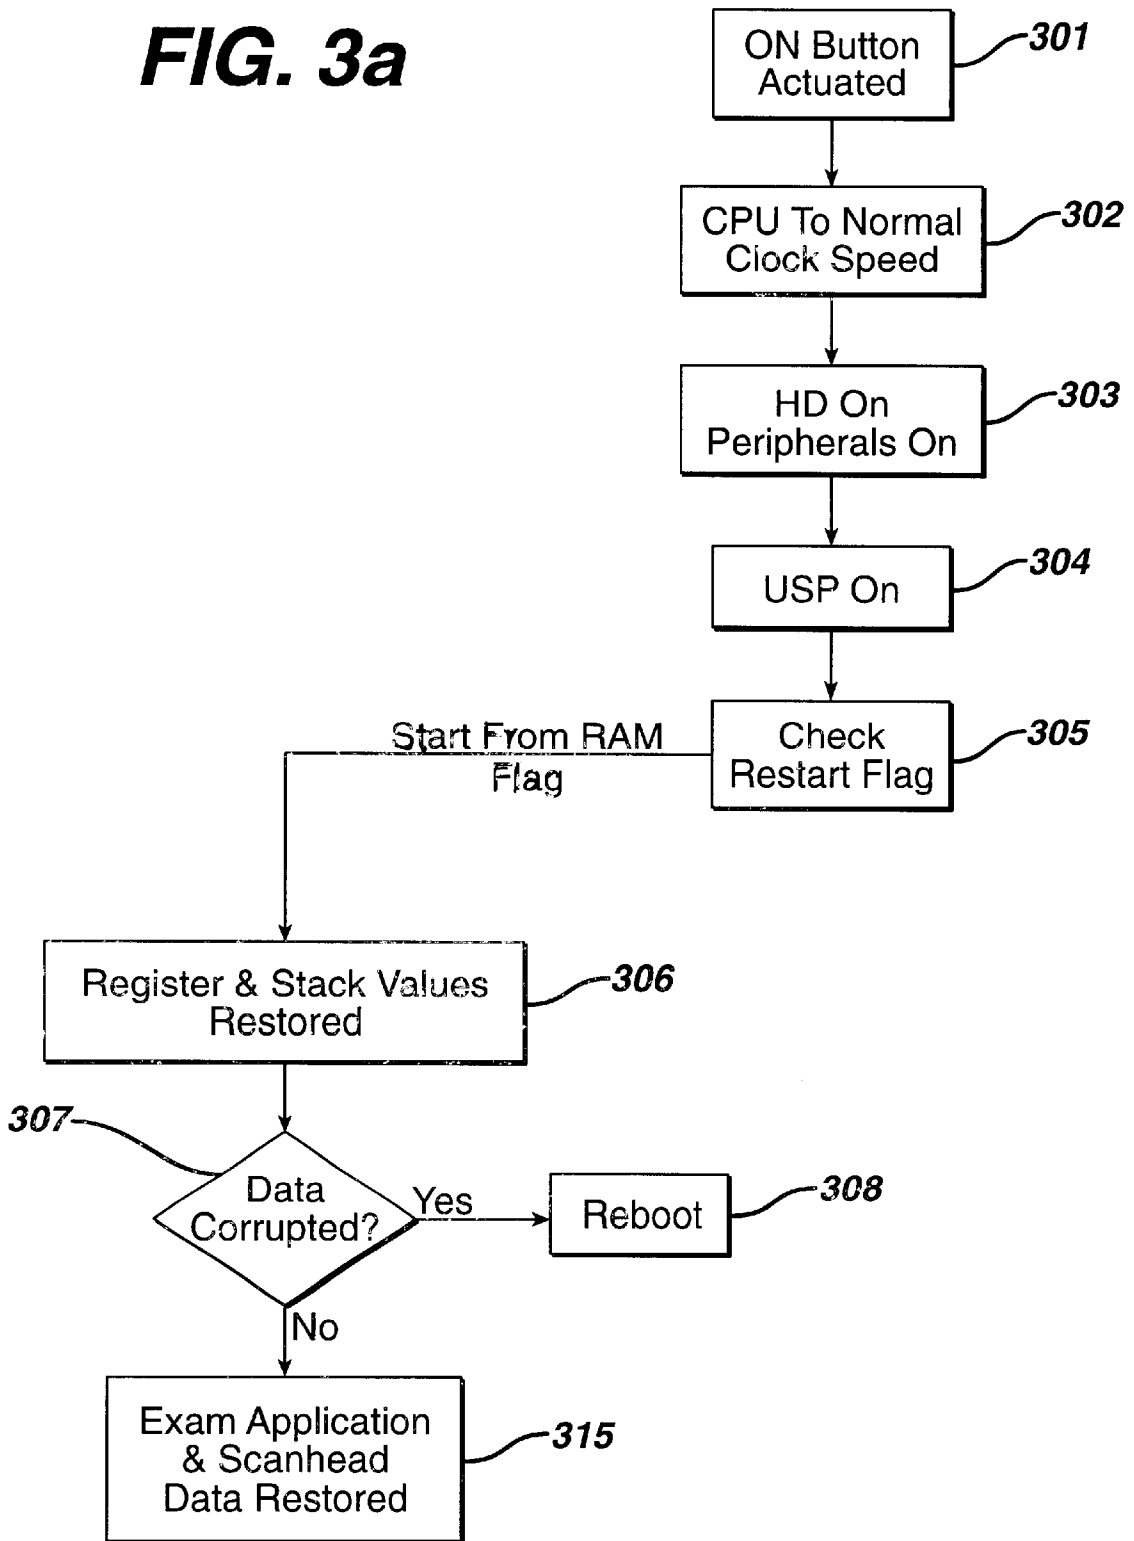 FIG. 3a
ON Button
Actuated
301
CPU To Normal
Clock Speed
302
HD On
Peripherals On
303
USP On
304
Check
Restart Flag
305
Start From RAM
Flag
Register & Stack Values
Restored
306
307
Data
Corrupted?
Yes
Reboot
308
No
Exam Application
& Scanhead
Data Restored
315